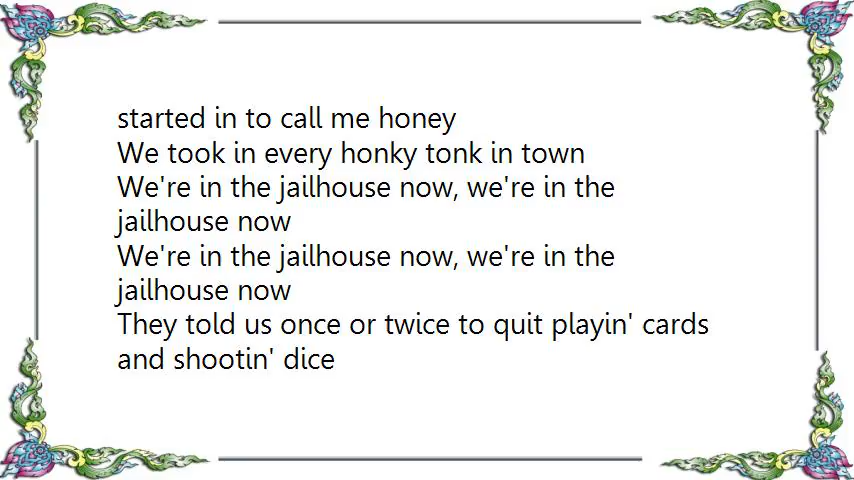 started in to call me honey
We took in every honky tonk in town
We're in the jailhouse now, we're in the
jailhouse now
We're in the jailhouse now, we're in the
jailhouse now
They told us once or twice to quit playin' cards
and shootin' dice